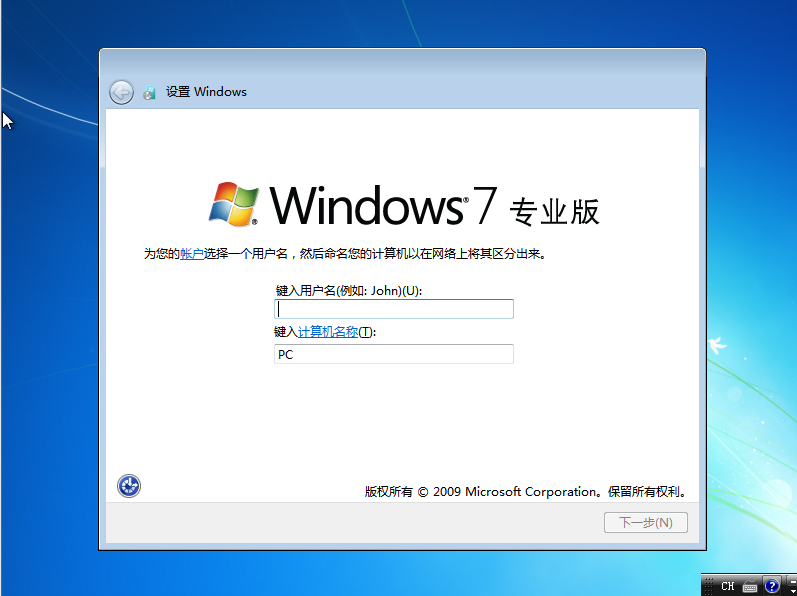 设置 Windows
Windows® 7 专业版
为您的帐户选择一个用户名，然后命名您的计算机以在网络上将其区分出来。
键入用户名(例如: John)(U):
键入计算机名称(T):
PC
版权所有 © 2009 Microsoft Corporation。保留所有权利。
下一步(N)
CH